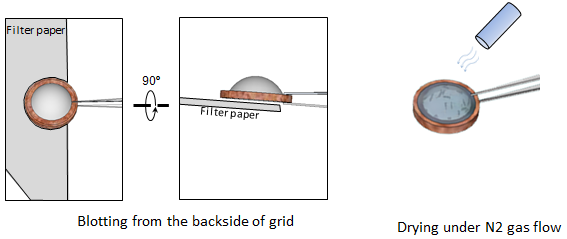 Filter paper
90°
Filter paper
Blotting from the backside of grid
Drying under N2 gas flow